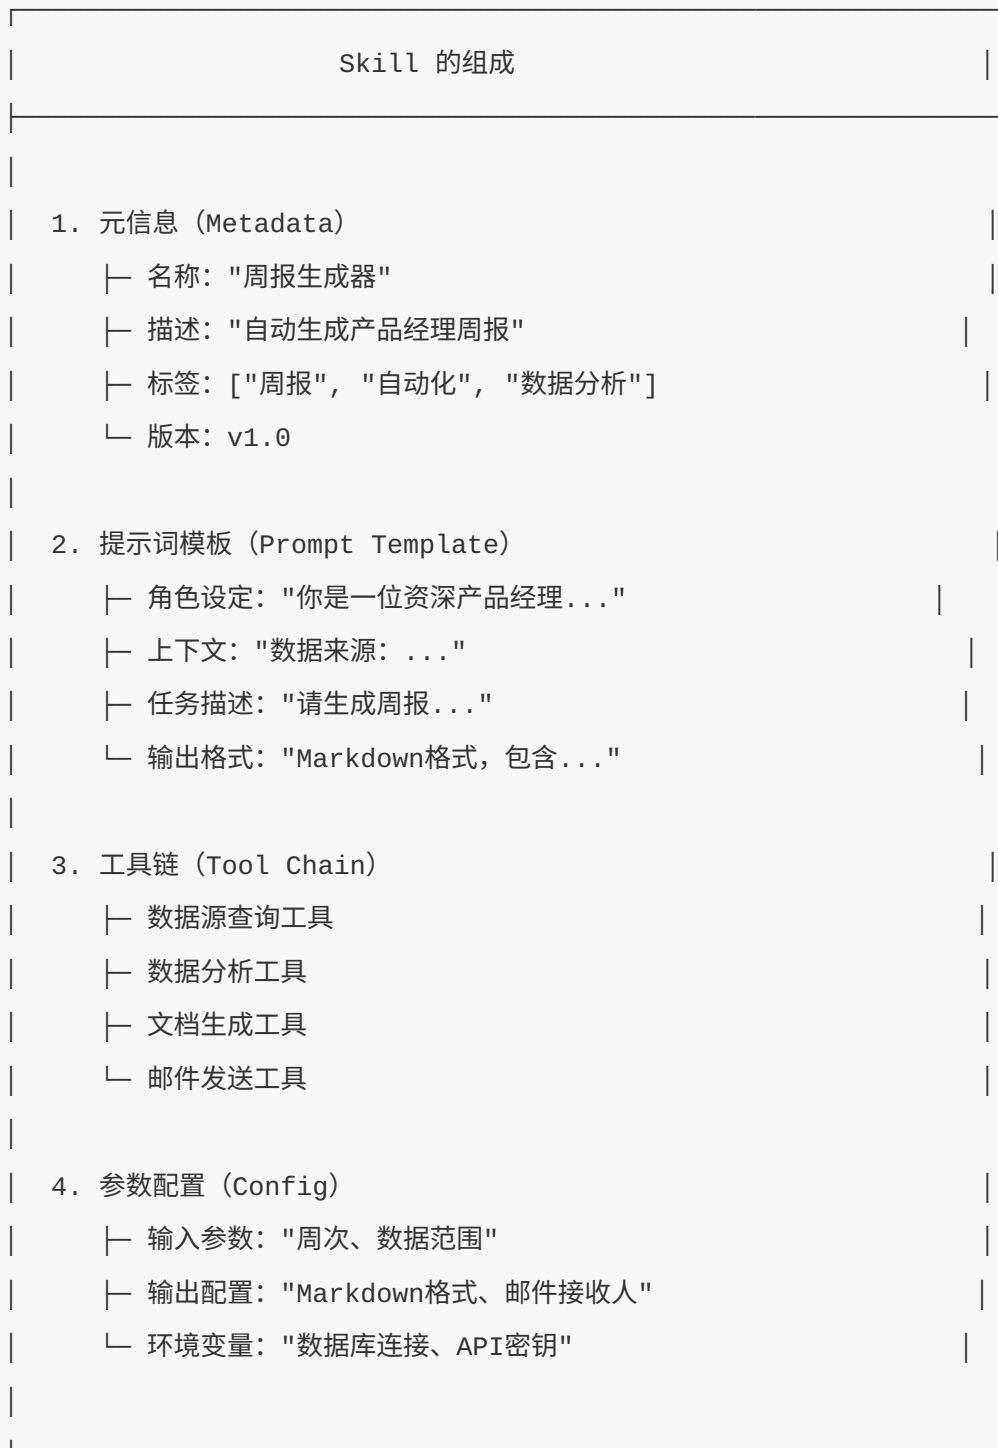 Skill 的组成
1. 元信息（Metadata）
├─ 名称："周报生成器"
├─ 描述："自动生成产品经理周报"
├─ 标签：["周报", "自动化", "数据分析"]
└─ 版本：v1.0
2. 提示词模板（Prompt Template）
├─ 角色设定："你是一位资深产品经理..."
├─ 上下文："数据来源：..."
├─ 任务描述："请生成周报..."
└─ 输出格式："Markdown格式，包含..."
3. 工具链（Tool Chain）
├─ 数据源查询工具
├─ 数据分析工具
├─ 文档生成工具
└─ 邮件发送工具
4. 参数配置（Config）
├─ 输入参数："周次、数据范围"
├─ 输出配置："Markdown格式、邮件接收人"
└─ 环境变量："数据库连接、API密钥"